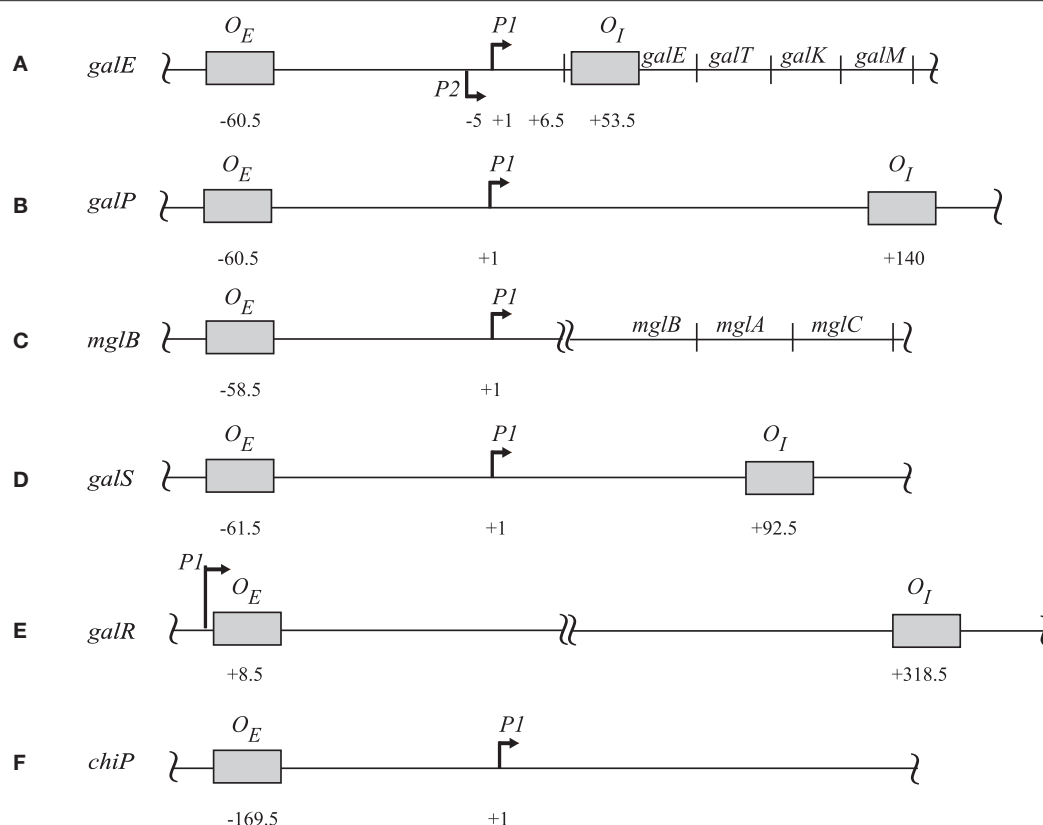 O_E P1 O_I
A galE galE galT galK galM
P2
-60.5 -5 +1 +6.5 +53.5
O_E P1 O_I
B galP
-60.5 +1 +140
O_E P1
C mglB mglB mglA mglC
-58.5 +1
O_E P1 O_I
D galS
-61.5 +1 +92.5
P1 O_E O_I
E galR
+8.5 +318.5
O_E P1
F chiP
-169.5 +1